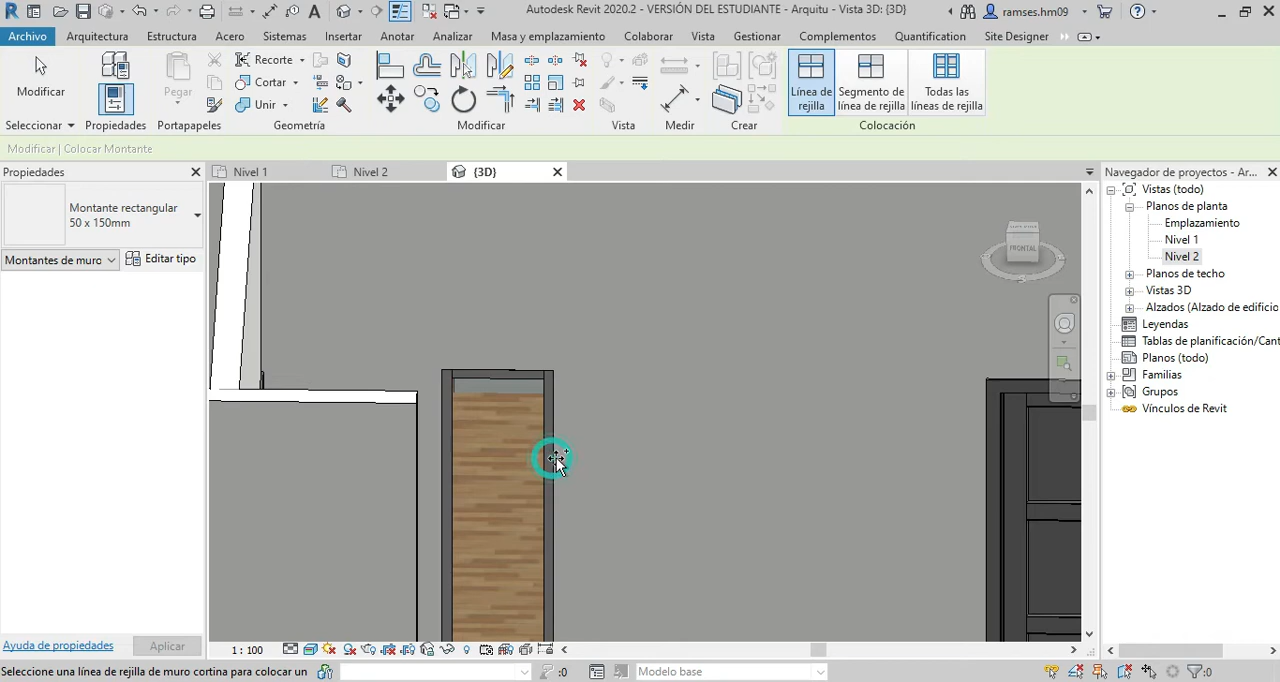 Autodesk Revit 2020.2 - VERSIÓN DEL ESTUDIANTE - Arquitu - Vista 3D: {3D}
ramses.hm09
Archivo Arquitectura Estructura Acero Sistemas Insertar Anotar Analizar Masa y emplazamiento Colaborar Vista Gestionar Complementos Quantification Site Designer
Modificar
Pegar
Recorte
Cortar
Unir
Línea de rejilla
Segmento de línea de rejilla
Todas las líneas de rejilla
Seleccionar Propiedades Portapapeles Geometría Modificar Vista Medir Crear Colocación
Modificar | Colocar Montante
Propiedades
Nivel 1
Nivel 2
{3D}
Navegador de proyectos - Ar...
Montante rectangular
50 x 150mm
Montantes de muro
Editar tipo
FRONTAL
Vistas (todo)
Planos de planta
Emplazamiento
Nivel 1
Nivel 2
Planos de techo
Vistas 3D
Alzados (Alzado de edificio
Leyendas
Tablas de planificación/Cant
Planos (todo)
Familias
Grupos
Vínculos de Revit
Ayuda de propiedades
Aplicar
1 : 100
Seleccione una línea de rejilla de muro cortina para colocar un
:0
Modelo base
:0